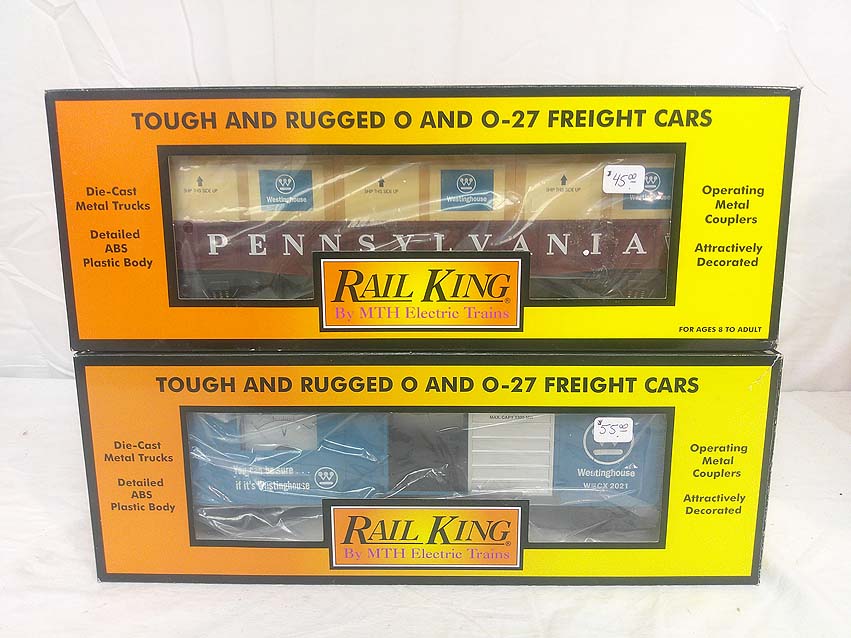 TOUGH AND RUGGED O AND O-27 FREIGHT CARS
Die-Cast
Metal Trucks
Detailed
ABS
Plastic Body
SHIP THIS SIDE UP
Westinghouse
SHIP THIS SIDE UP
Westinghouse
SHIP THIS SIDE UP
$45.00
Westinghouse
PENNSYLVANIA
Operating
Metal
Couplers
Attractively
Decorated
RAIL KING®
By MTH Electric Trains
FOR AGES 8 TO ADULT
TOUGH AND RUGGED O AND O-27 FREIGHT CARS
Die-Cast
Metal Trucks
Detailed
ABS
Plastic Body
You can be sure...
if it's Westinghouse
$55.00
Westinghouse
WECX 2021
Operating
Metal
Couplers
Attractively
Decorated
RAIL KING®
By MTH Electric Trains